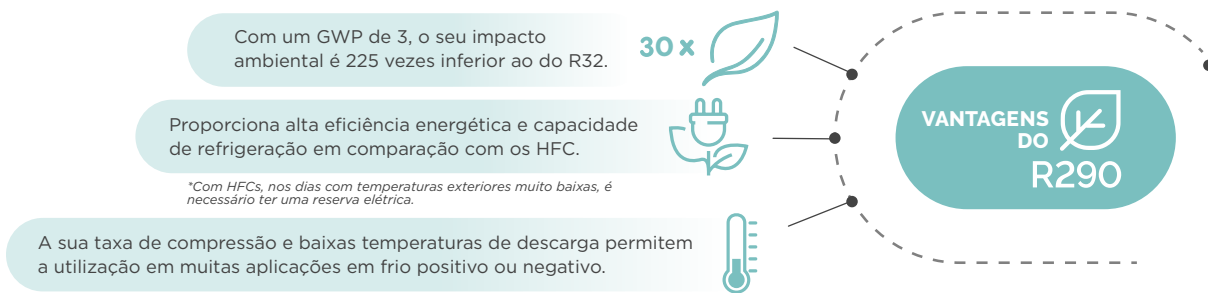 Com um GWP de 3, o seu impacto
ambiental é 225 vezes inferior ao do R32.
30 x
Proporciona alta eficiência energética e capacidade
de refrigeração em comparação com os HFC.
*Com HFCs, nos dias com temperaturas exteriores muito baixas, é
necessário ter uma reserva elétrica.
A sua taxa de compressão e baixas temperaturas de descarga permitem
a utilização em muitas aplicações em frio positivo ou negativo.
VANTAGENS
DO
R290